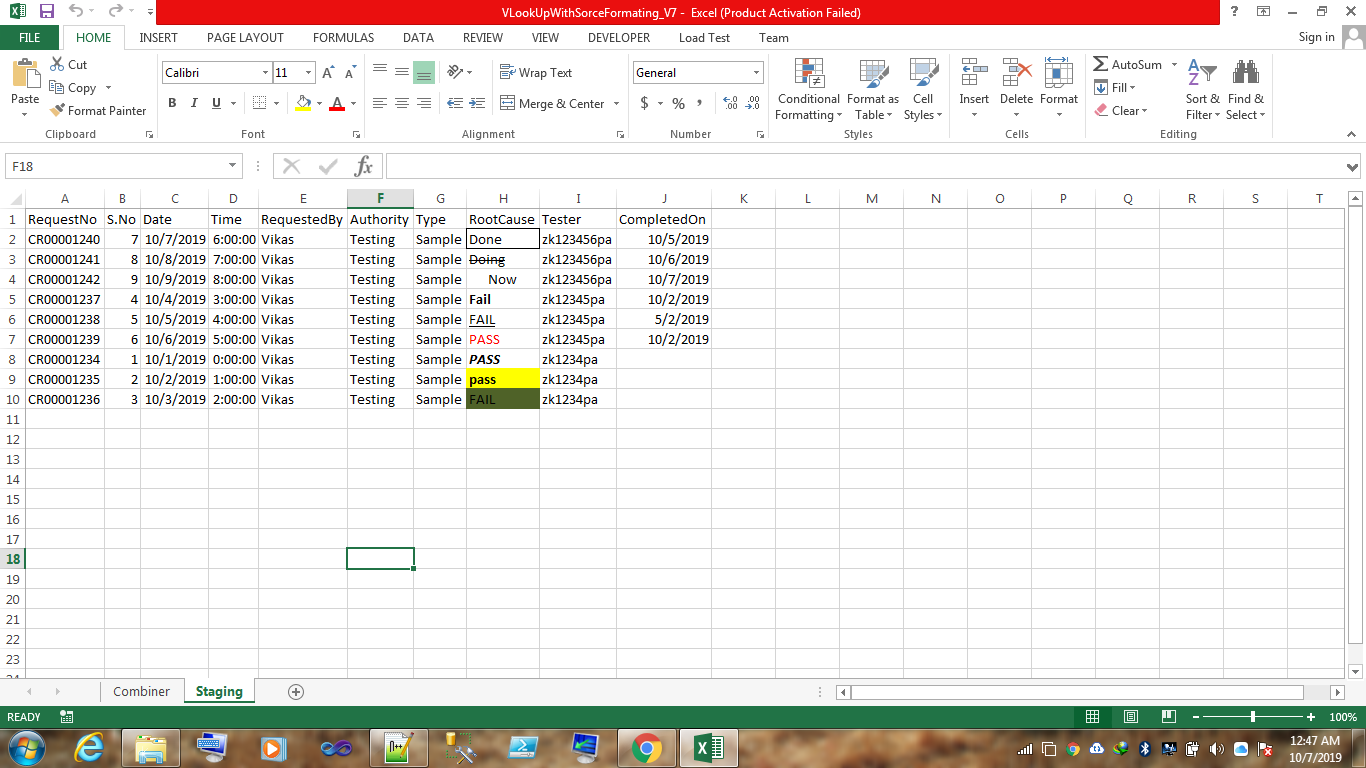 VLookUpWithSorceFormating_V7 - Excel (Product Activation Failed)
FILE HOME INSERT PAGE LAYOUT FORMULAS DATA REVIEW VIEW DEVELOPER Load Test Team Sign in
Paste
Cut
Copy
Format Painter
Clipboard
Calibri 11
B I U
Font
Wrap Text
Merge & Center
Alignment
General
$ % ,
Number
Conditional Formatting
Format as Table
Cell Styles
Styles
Insert Delete Format
Cells
AutoSum
Fill
Clear
Sort & Filter
Find & Select
Editing
F18 fx
A B C D E F G H I J K L M N O P Q R S T
1 RequestNo S.No Date Time RequestedBy Authority Type RootCause Tester CompletedOn
2 CR00001240 7 10/7/2019 6:00:00 Vikas Testing Sample Done zk123456pa 10/5/2019
3 CR00001241 8 10/8/2019 7:00:00 Vikas Testing Sample Doing zk123456pa 10/6/2019
4 CR00001242 9 10/9/2019 8:00:00 Vikas Testing Sample Now zk123456pa 10/7/2019
5 CR00001237 4 10/4/2019 3:00:00 Vikas Testing Sample Fail zk12345pa 10/2/2019
6 CR00001238 5 10/5/2019 4:00:00 Vikas Testing Sample FAIL zk12345pa 5/2/2019
7 CR00001239 6 10/6/2019 5:00:00 Vikas Testing Sample PASS zk12345pa 10/2/2019
8 CR00001234 1 10/1/2019 0:00:00 Vikas Testing Sample PASS zk1234pa
9 CR00001235 2 10/2/2019 1:00:00 Vikas Testing Sample pass zk1234pa
10 CR00001236 3 10/3/2019 2:00:00 Vikas Testing Sample FAIL zk1234pa
11
12
13
14
15
16
17
18
19
20
21
22
23
Combiner Staging
READY 100%
12:47 AM
10/7/2019